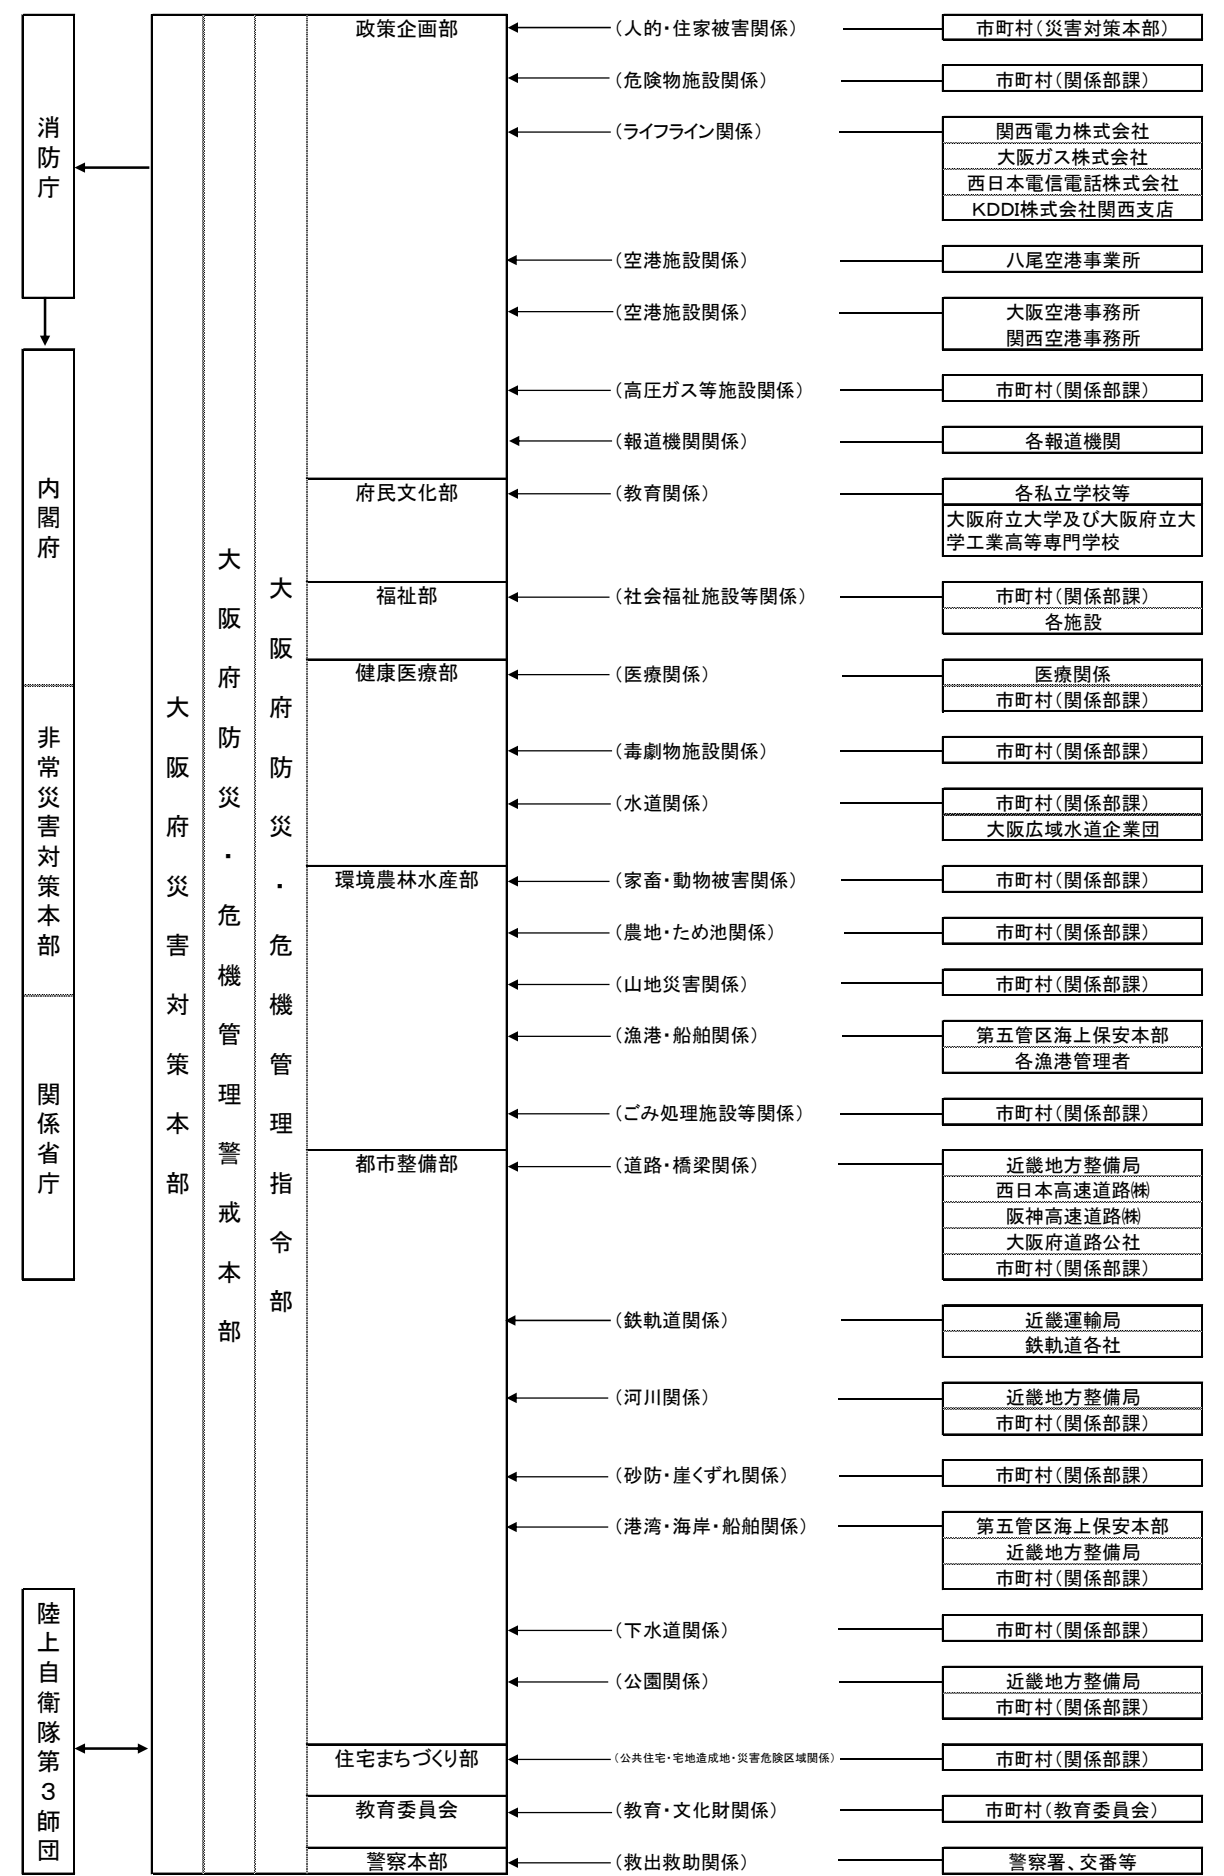 消防庁
内閣府
非常災害対策本部
関係省庁
陸上自衛隊第３師団
大阪府災害対策本部
大阪府防災・危機管理警戒本部
大阪府防災・危機管理指令部
政策企画部
（人的・住家被害関係）
市町村（災害対策本部）
（危険物施設関係）
市町村（関係部課）
（ライフライン関係）
関西電力株式会社
大阪ガス株式会社
西日本電信電話株式会社
KDDI株式会社関西支店
（空港施設関係）
八尾空港事業所
（空港施設関係）
大阪空港事務所
関西空港事務所
（高圧ガス等施設関係）
市町村（関係部課）
（報道機関関係）
各報道機関
府民文化部
（教育関係）
各私立学校等
大阪府立大学及び大阪府立大
学工業高等専門学校
福祉部
（社会福祉施設等関係）
市町村（関係部課）
各施設
健康医療部
（医療関係）
医療関係
市町村（関係部課）
（毒劇物施設関係）
市町村（関係部課）
（水道関係）
市町村（関係部課）
大阪広域水道企業団
環境農林水産部
（家畜・動物被害関係）
市町村（関係部課）
（農地・ため池関係）
市町村（関係部課）
（山地災害関係）
市町村（関係部課）
（漁港・船舶関係）
第五管区海上保安本部
各漁港管理者
（ごみ処理施設等関係）
市町村（関係部課）
都市整備部
（道路・橋梁関係）
近畿地方整備局
西日本高速道路㈱
阪神高速道路㈱
大阪府道路公社
市町村（関係部課）
（鉄軌道関係）
近畿運輸局
鉄軌道各社
（河川関係）
近畿地方整備局
市町村（関係部課）
（砂防・崖くずれ関係）
市町村（関係部課）
（港湾・海岸・船舶関係）
第五管区海上保安本部
近畿地方整備局
市町村（関係部課）
（下水道関係）
市町村（関係部課）
（公園関係）
近畿地方整備局
市町村（関係部課）
住宅まちづくり部
（公共住宅・宅地造成地・災害危険区域関係）
市町村（関係部課）
教育委員会
（教育・文化財関係）
市町村（教育委員会）
警察本部
（救出救助関係）
警察署、交番等